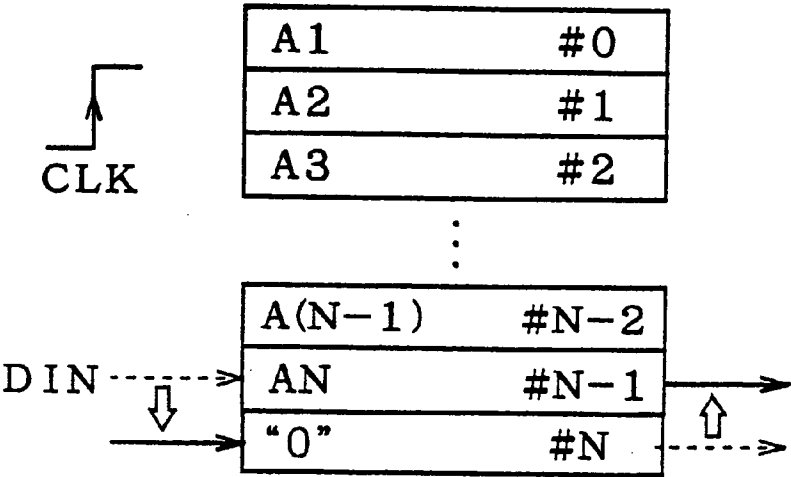 A1 #0
A2 #1
CLK
A3 #2
A(N-1) #N-2
DIN AN #N-1
“0” #N